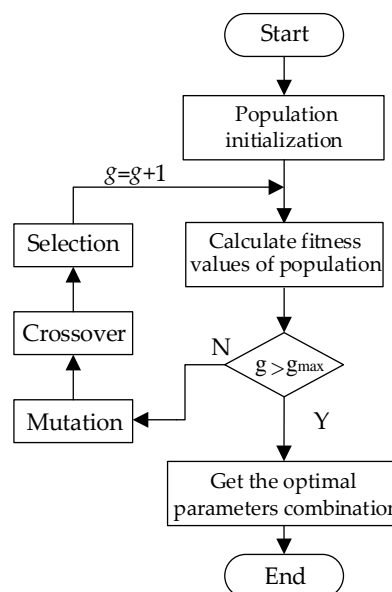 Start
Population
initialization
g=g+1
Selection
Calculate fitness
values of population
Crossover
N
g > gmax
Mutation
Y
Get the optimal
parameters combination
End